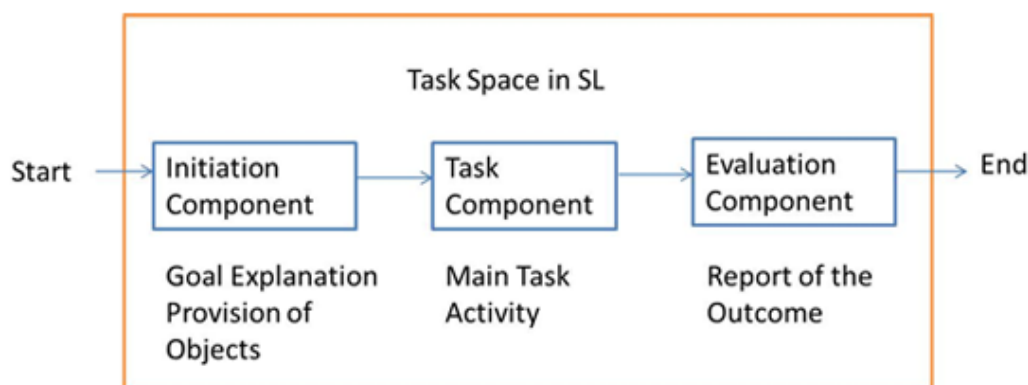 Task Space in SL
Start
Initiation
Component
Task
Component
Evaluation
Component
End
Goal Explanation
Provision of
Objects
Main Task
Activity
Report of the
Outcome